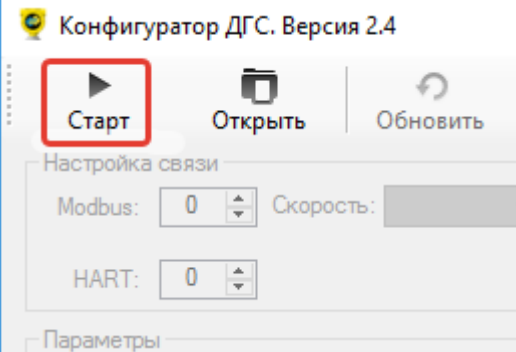 Конфигуратор ДГС. Версия 2.4
Старт Открыть Обновить
Настройка связи
Modbus: 0 Скорость:
HART: 0
Параметры